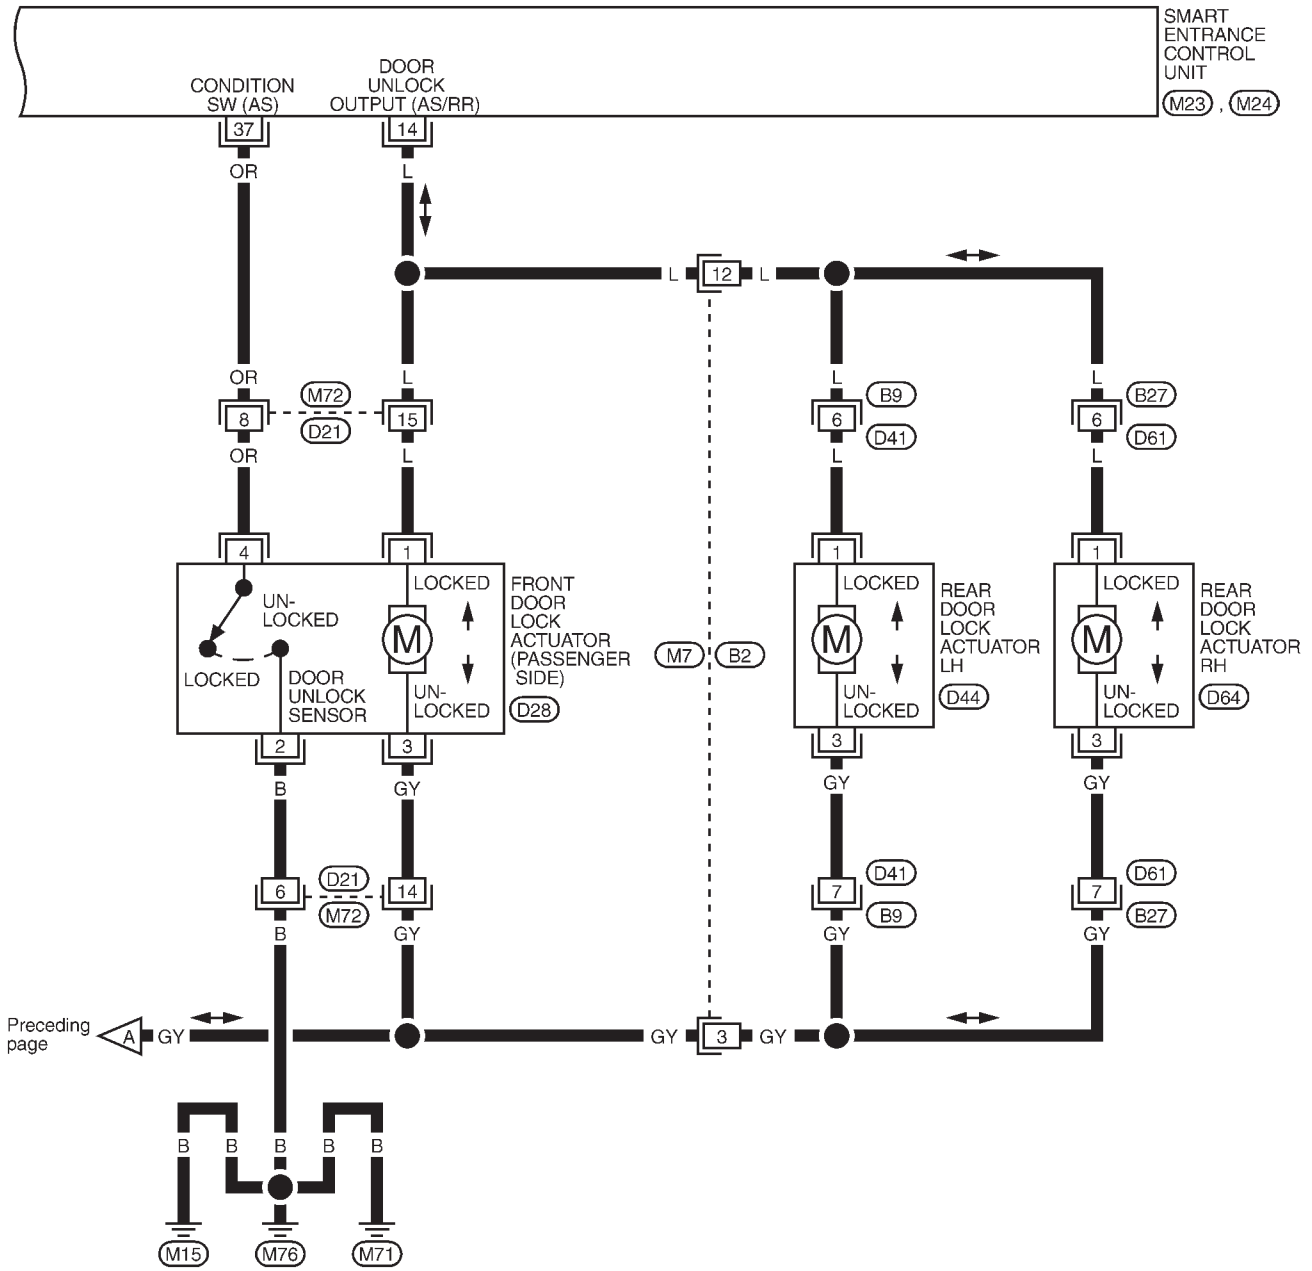 SMART
ENTRANCE
CONTROL
UNIT
M23 , M24
CONDITION
SW (AS)
DOOR
UNLOCK
OUTPUT (AS/RR)
37
14
OR
L
L
12
L
OR
L
L
L
M72
B9
B27
8
15
6
6
D21
D41
D61
OR
L
L
L
4
1
1
1
LOCKED
LOCKED
LOCKED
UN-
LOCKED
M
M
M
LOCKED
DOOR
UNLOCK
SENSOR
UN-
LOCKED
UN-
LOCKED
UN-
LOCKED
FRONT
DOOR
LOCK
ACTUATOR
(PASSENGER
SIDE)
D28
M7
B2
REAR
DOOR
LOCK
ACTUATOR
LH
D44
REAR
DOOR
LOCK
ACTUATOR
RH
D64
2
3
3
3
B
GY
GY
GY
D21
D41
D61
6
14
7
7
M72
B9
B27
B
GY
GY
GY
Preceding
page
A
GY
GY
3
GY
B
B
B
B
B
M15
M76
M71